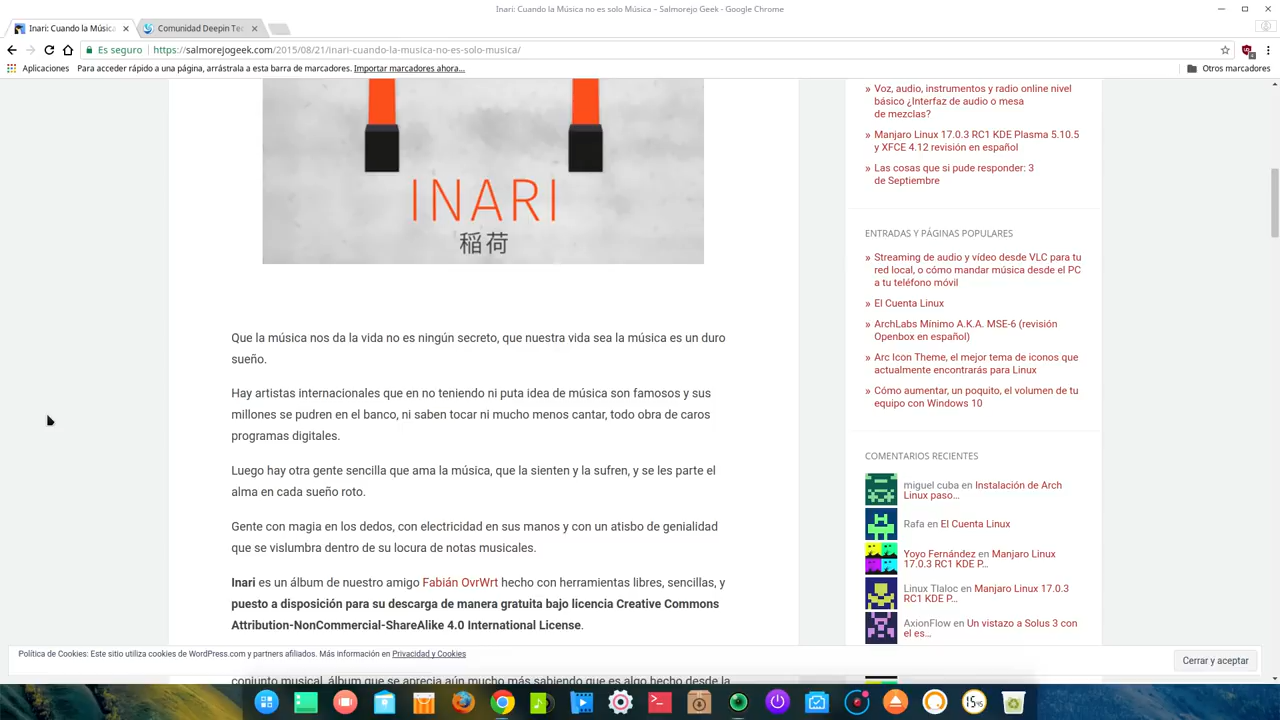 Inari: Cuando la Música no es solo Música – Salmorejo Geek - Google Chrome
Inari: Cuando la Música
Comunidad Deepin Tec
Es seguro
https://salmorejogeek.com/2015/08/21/inari-cuando-la-musica-no-es-solo-musica/
Aplicaciones
Para acceder rápido a una página, arrástrala a esta barra de marcadores. Importar marcadores ahora...
Otros marcadores
INARI
稲荷
Que la música nos da la vida no es ningún secreto, que nuestra vida sea la música es un duro
sueño.
Hay artistas internacionales que en no teniendo ni puta idea de música son famosos y sus
millones se pudren en el banco, ni saben tocar ni mucho menos cantar, todo obra de caros
programas digitales.
Luego hay otra gente sencilla que ama la música, que la sienten y la sufren, y se les parte el
alma en cada sueño roto.
Gente con magia en los dedos, con electricidad en sus manos y con un atisbo de genialidad
que se vislumbra dentro de su locura de notas musicales.
Inari es un álbum de nuestro amigo Fabián OvrWrt hecho con herramientas libres, sencillas, y
puesto a disposición para su descarga de manera gratuita bajo licencia Creative Commons
Attribution-NonCommercial-ShareAlike 4.0 International License.
conjunto musical, álbum que se aprecia aún mucho más sabiendo que es algo hecho desde la
» Voz, audio, instrumentos y radio online nivel
básico ¿Interfaz de audio o mesa
de mezclas?
» Manjaro Linux 17.0.3 RC1 KDE Plasma 5.10.5
y XFCE 4.12 revisión en español)
» Las cosas que si pude responder: 3
de Septiembre
ENTRADAS Y PÁGINAS POPULARES
» Streaming de audio y vídeo desde VLC para tu
red local, o cómo mandar música desde el PC
a tu teléfono móvil
» El Cuenta Linux
» ArchLabs Mínimo A.K.A. MSE-6 (revisión
Openbox en español)
» Arc Icon Theme, el mejor tema de iconos que
actualmente encontrarás para Linux
» Cómo aumentar, un poquito, el volumen de tu
equipo con Windows 10
COMENTARIOS RECIENTES
miguel cuba en Instalación de Arch
Linux paso...
Rafa en El Cuenta Linux
Yoyo Fernández en Manjaro Linux
17.0.3 RC1 KDE P...
Linux Tlaloc en Manjaro Linux 17.0.3
RC1 KDE P...
AxionFlow en Un vistazo a Solus 3 con
el es...
Política de Cookies: Este sitio utiliza cookies de WordPress.com y partners afiliados. Más información en Privacidad y Cookies
Cerrar y aceptar